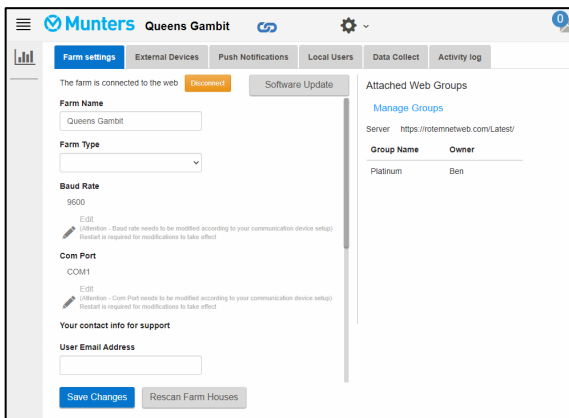 Munters Queens Gambit
0
Farm settings External Devices Push Notifications Local Users Data Collect Activity log
The farm is connected to the web Disconnect Software Update
Farm Name
Queens Gambit
Farm Type
Baud Rate
9600
Edit
(Attention - Baud rate needs to be modified according to your communication device setup)
Restart is required for modifications to take effect
Com Port
COM1
Edit
(Attention - Com Port needs to be modified according to your communication device setup)
Restart is required for modifications to take effect
Your contact info for support
User Email Address
Save Changes Rescan Farm Houses
Attached Web Groups
Manage Groups
Server https://rotemnetweb.com/Latest/
Group Name Owner
Platinum Ben